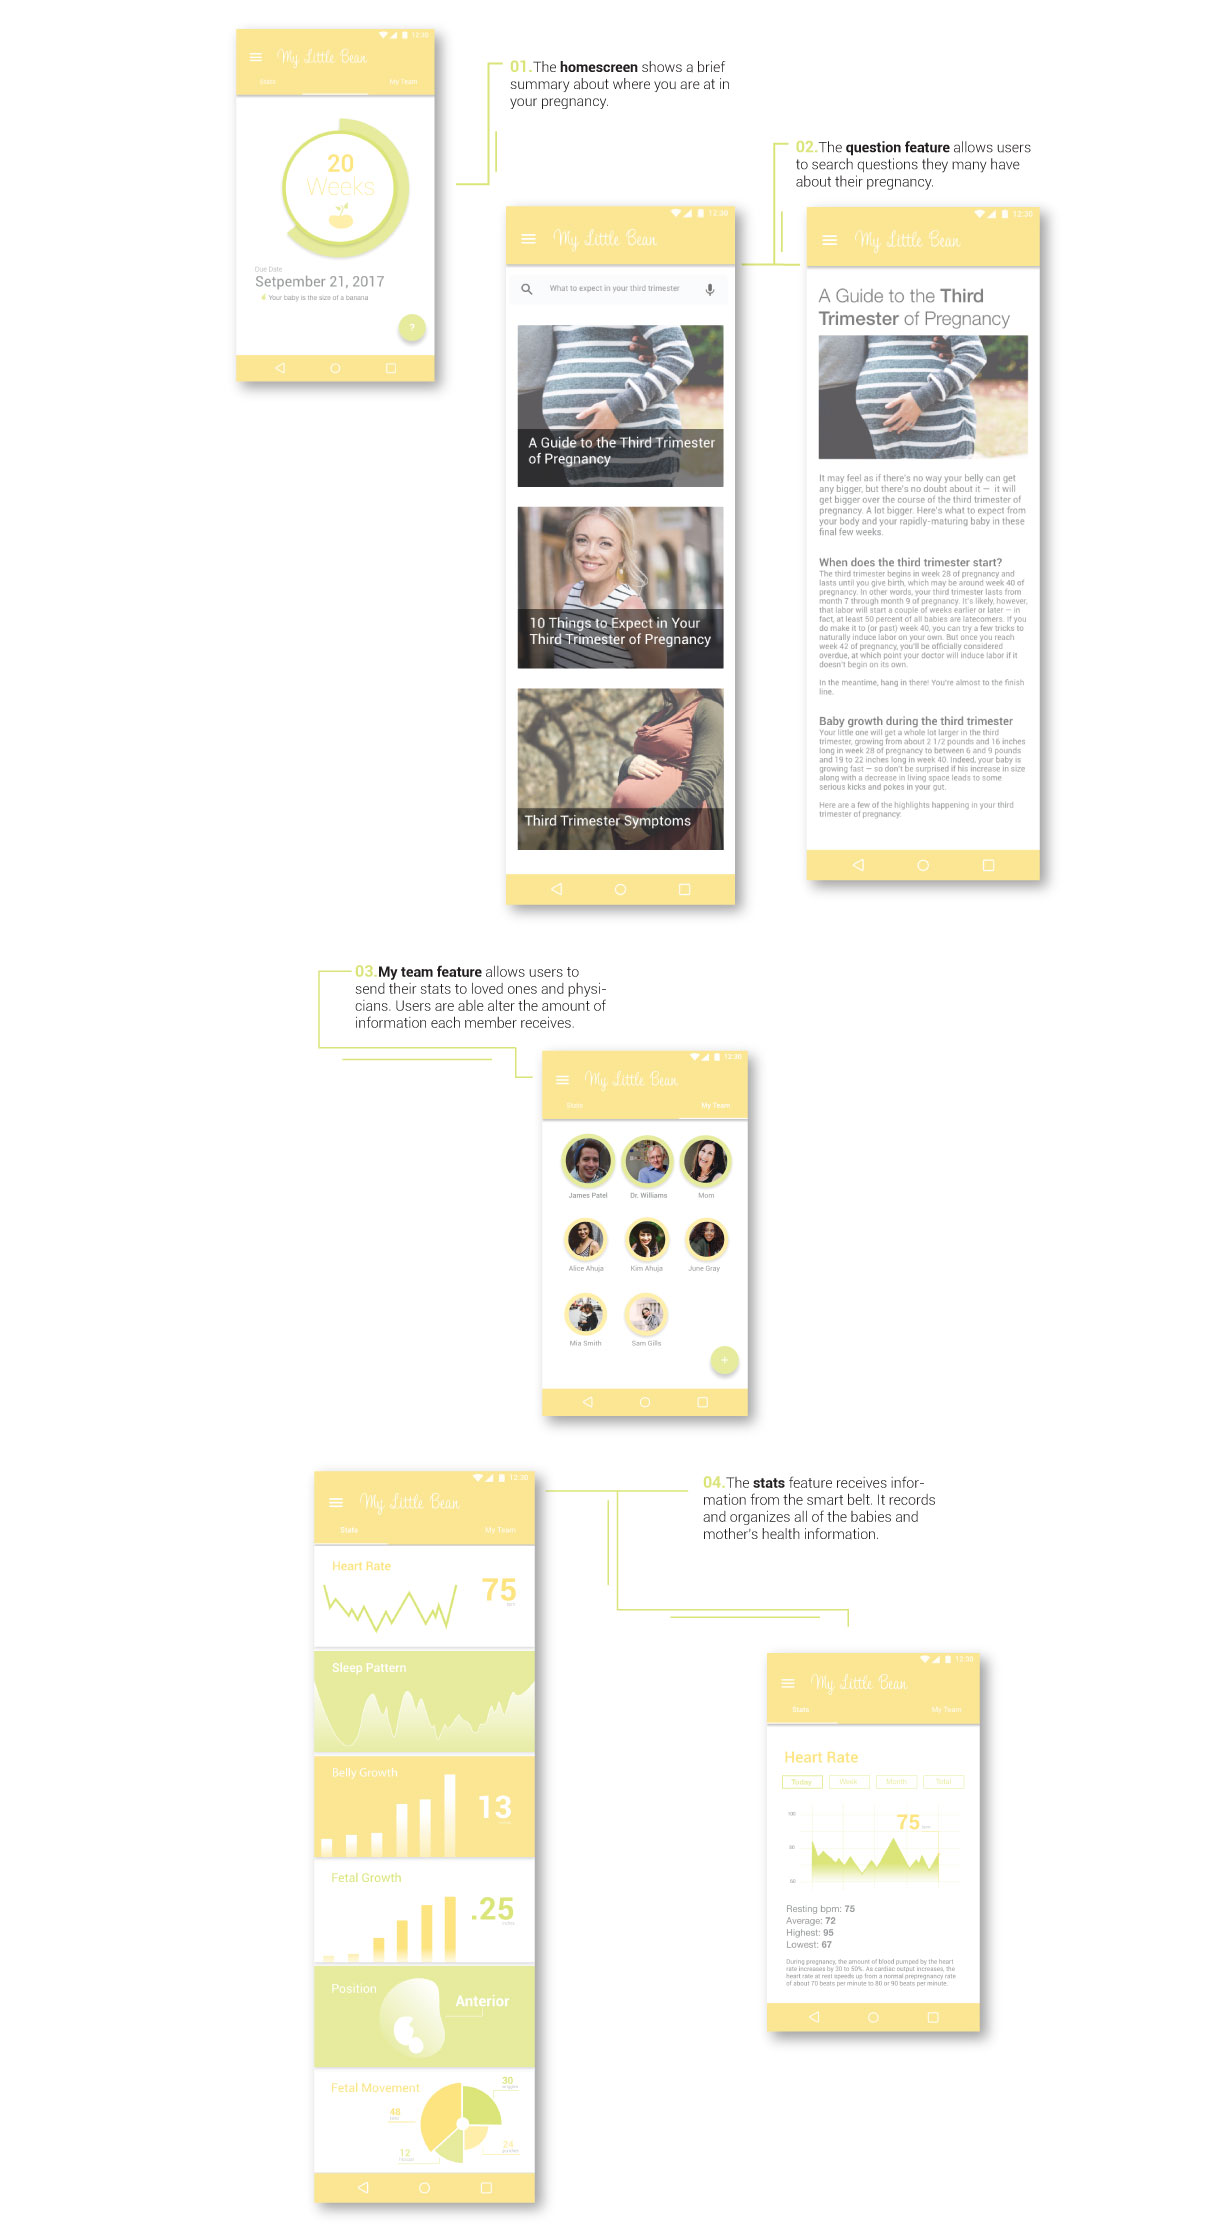 12:30
My Little Bean
Stats
My Team
20
Weeks
Due Date
Setpember 21, 2017
Your baby is the size of a banana
?
01.The homescreen shows a brief
summary about where you are at in
your pregnancy.
02.The question feature allows users
to search questions they many have
about their pregnancy.
12:30
My Little Bean
What to expect in your third trimester
A Guide to the Third Trimester
of Pregnancy
10 Things to Expect in Your
Third Trimester of Pregnancy
Third Trimester Symptoms
12:30
My Little Bean
A Guide to the Third
Trimester of Pregnancy
It may feel as if there's no way your belly can get
any bigger, but there's no doubt about it — it will
get bigger over the course of the third trimester of
pregnancy. A lot bigger. Here's what to expect from
your body and your rapidly-maturing baby in these
final few weeks.
When does the third trimester start?
The third trimester begins in week 28 of pregnancy and
lasts until you give birth, which may be around week 40 of
pregnancy. In other words, your third trimester lasts from
month 7 through month 9 of pregnancy. It's likely, however,
that labor will start a couple of weeks earlier or later — in
fact, at least 50 percent of all babies are latecomers. If you
do make it to (or past) week 40, you can try a few tricks to
naturally induce labor on your own. But once you reach
week 42 of pregnancy, you'll be officially considered
overdue, at which point your doctor will induce labor if it
doesn't begin on its own.
In the meantime, hang in there! You're almost to the finish
line.
Baby growth during the third trimester
Your little one will get a whole lot larger in the third
trimester, growing from about 2 1/2 pounds and 16 inches
long in week 28 of pregnancy to between 6 and 9 pounds
and 19 to 22 inches long in week 40. Indeed, your baby is
growing fast — so don't be surprised if his increase in size
along with a decrease in living space leads to some
serious kicks and pokes in your gut.
Here are a few of the highlights happening in your third
trimester of pregnancy:
03.My team feature allows users to
send their stats to loved ones and physi-
cians. Users are able alter the amount of
information each member receives.
12:30
My Little Bean
Stats
My Team
James Patel
Dr. Williams
Mom
Alice Ahuja
Kim Ahuja
June Gray
Mia Smith
Sam Gills
+
12:30
My Little Bean
Stats
My Team
Heart Rate
75
Sleep Pattern
Belly Growth
13
Fetal Growth
.25
Position
Anterior
Fetal Movement
30
48
24
12
04.The stats feature receives infor-
mation from the smart belt. It records
and organizes all of the babies and
mother's health information.
12:30
My Little Bean
Stats
My Team
Heart Rate
Today
Week
Month
Total
100
75
80
60
Resting bpm: 75
Average: 72
Highest: 95
Lowest: 67
During pregnancy, the amount of blood pumped by the heart
rate increases by 30 to 50%. As cardiac output increases, the
heart rate at rest speeds up from a normal prepregnancy rate
of about 70 beats per minute to 80 or 90 beats per minute.